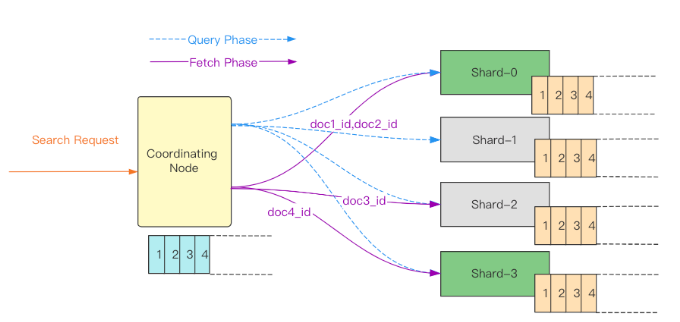 Query Phase
Fetch Phase
Search Request
Coordinating
Node
1 2 3 4
doc1_id,doc2_id
doc3_id
doc4_id
Shard-0
1 2 3 4
Shard-1
1 2 3 4
Shard-2
1 2 3 4
Shard-3
1 2 3 4